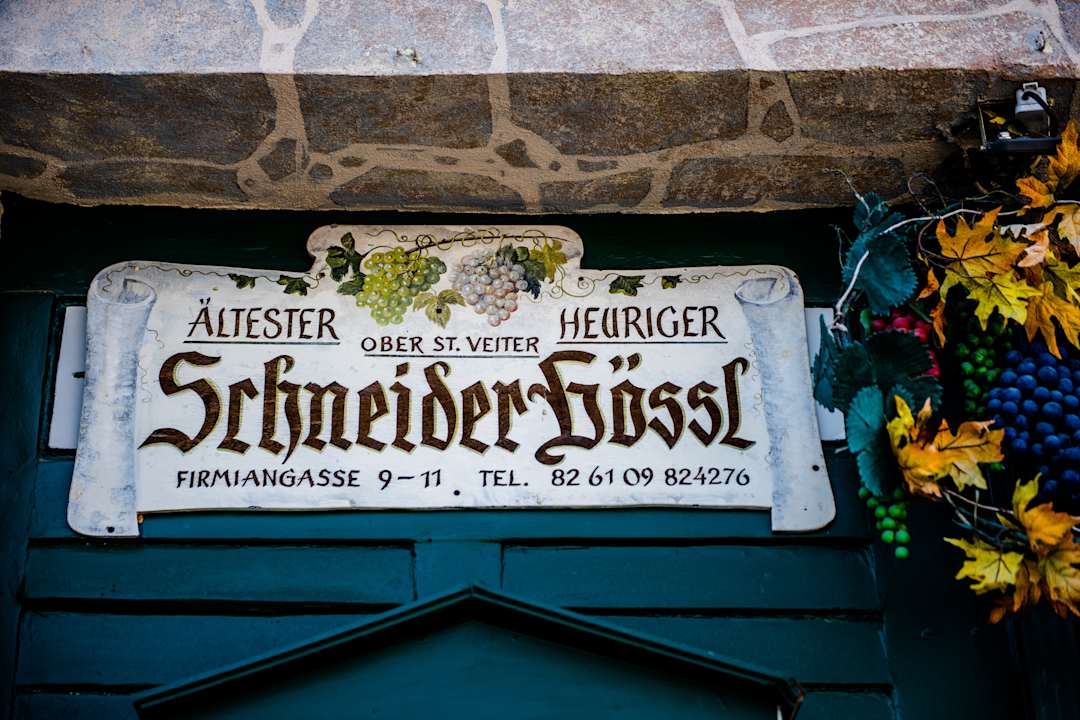 ÄLTESTER OBER ST. VEITER HEURIGER
Schneider Gössl
FIRMIANGASSE 9-11 TEL. 82 61 09 824276